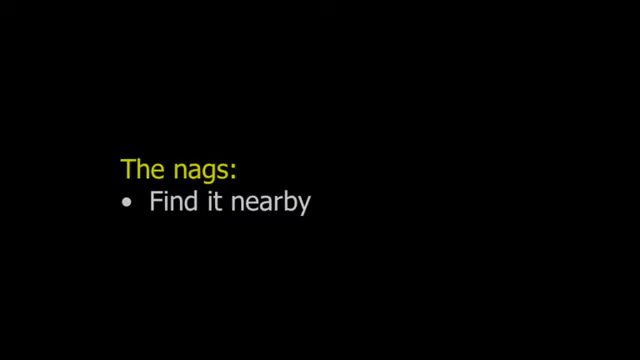 The nags:
• Find it nearby